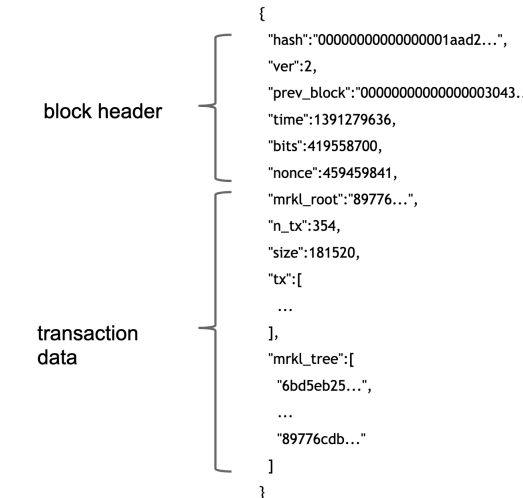 {
"hash":"00000000000000001aad2...",
"ver":2,
"prev_block":"00000000000000003043..
"time":1391279636,
block header
"bits":419558700,
"nonce":459459841,
"mrkl_root":"89776...",
"n_tx":354,
"size":181520,
"tx":[
...
],
transaction
data
"mrkl_tree":[
"6bd5eb25...",
...
"89776cdb..."
]
}